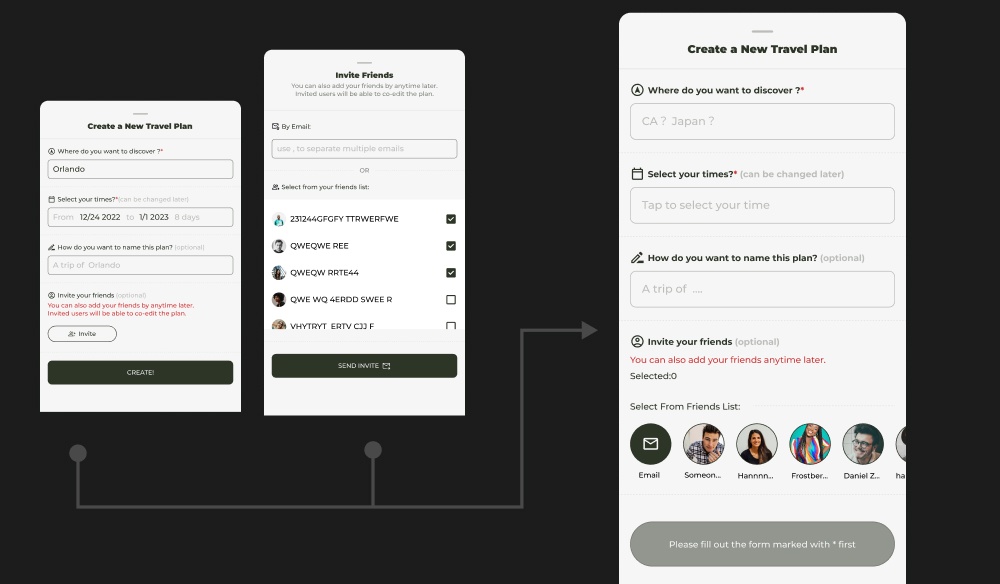 Create a New Travel Plan
Where do you want to discover ?*
Orlando
Select your times?*(can be changed later)
From 12/24 2022 to 1/1 2023 8 days
How do you want to name this plan? (optional)
A trip of Orlando
Invite your friends (optional)
You can also add your friends by anytime later.
Invited users will be able to co-edit the plan.
Invite
CREATE!
Invite Friends
You can also add your friends by anytime later.
Invited users will be able to co-edit the plan.
By Email:
use , to separate multiple emails
OR
Select from your friends list:
231244GFGFY TTRWERFWE
QWEQWE REE
QWEQW RRTE44
QWE WQ 4ERDD SWEE R
VHYTRYT ERTV CJJ F
SEND INVITE
Create a New Travel Plan
Where do you want to discover ?*
CA ? Japan ?
Select your times?* (can be changed later)
Tap to select your time
How do you want to name this plan? (optional)
A trip of ....
Invite your friends (optional)
You can also add your friends anytime later.
Selected:0
Select From Friends List:
Email Someon... Hannnn... Frostber... Daniel Z... ha
Please fill out the form marked with * first